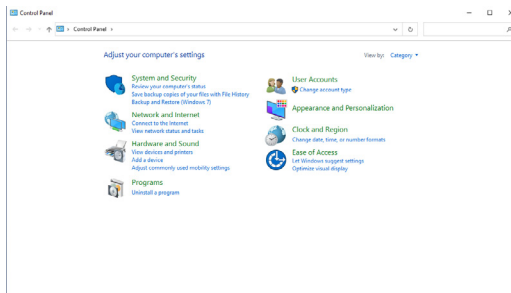 Control Panel
Control Panel
Adjust your computer's settings
View by: Category
System and Security
Review your computer's status
Save backup copies of your files with File History
Backup and Restore (Windows 7)
Network and Internet
Connect to the Internet
View network status and tasks
Hardware and Sound
View devices and printers
Add a device
Adjust commonly used mobility settings
Programs
Uninstall a program
User Accounts
Change account type
Appearance and Personalization
Clock and Region
Change date, time, or number formats
Ease of Access
Let Windows suggest settings
Optimize visual display